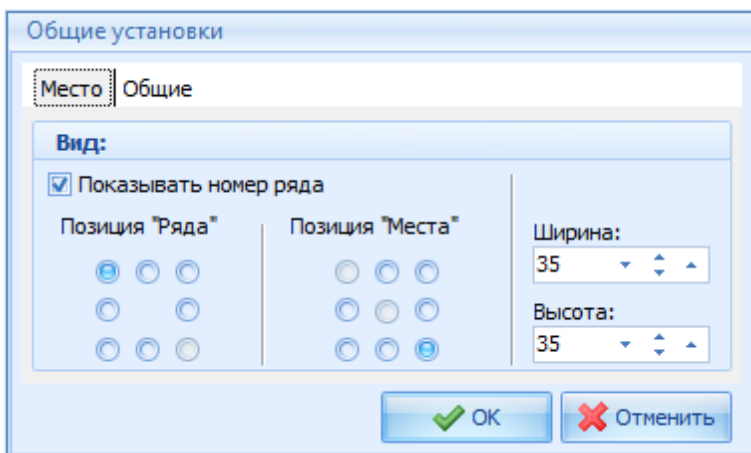 Общие установки
Место Общие
Вид:
Показывать номер ряда
Позиция "Ряда" Позиция "Места"
Ширина:
35
Высота:
35
OK Отменить